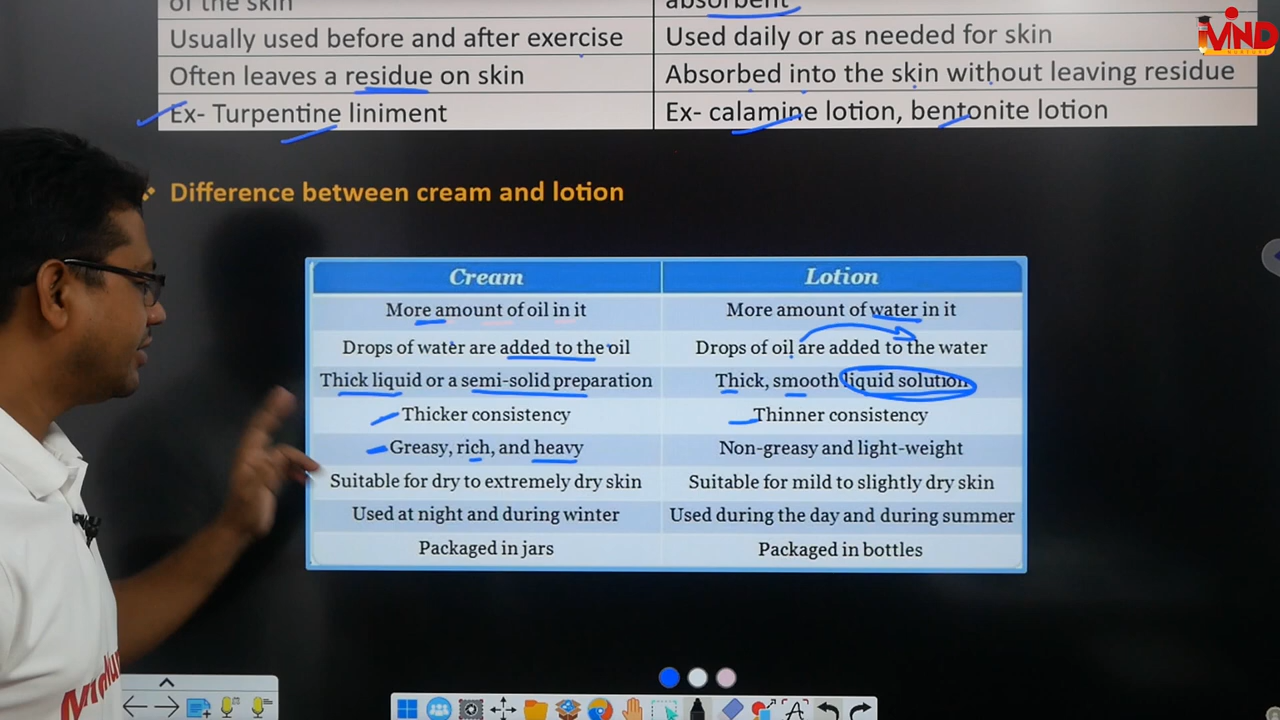 of the skin
absorbent
Usually used before and after exercise
Used daily or as needed for skin
Often leaves a residue on skin
Absorbed into the skin without leaving residue
Ex- Turpentine liniment
Ex- calamine lotion, bentonite lotion
MIND
NURTURE
Difference between cream and lotion
Cream
Lotion
More amount of oil in it
More amount of water in it
Drops of water are added to the oil
Drops of oil are added to the water
Thick liquid or a semi-solid preparation
Thick, smooth liquid solution
Thicker consistency
Thinner consistency
Greasy, rich, and heavy
Non-greasy and light-weight
Suitable for dry to extremely dry skin
Suitable for mild to slightly dry skin
Used at night and during winter
Used during the day and during summer
Packaged in jars
Packaged in bottles